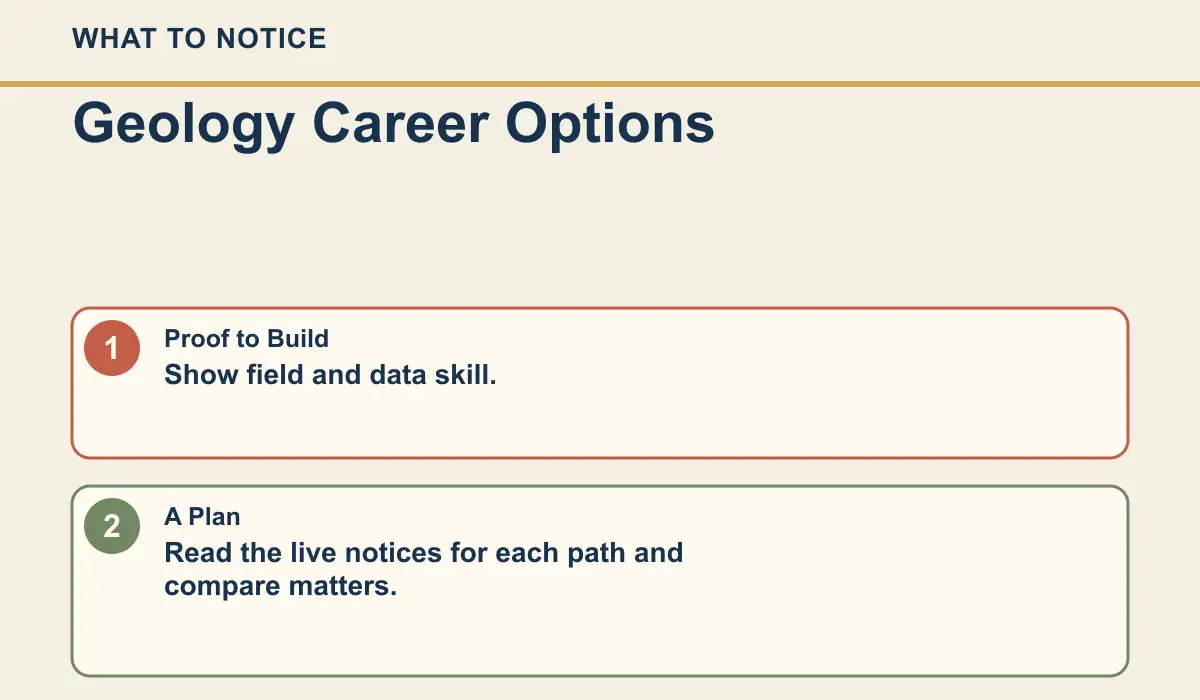 WHAT TO NOTICE
Geology Career Options
1
Proof to Build
Show field and data skill.
2
A Plan
Read the live notices for each path and
compare matters.